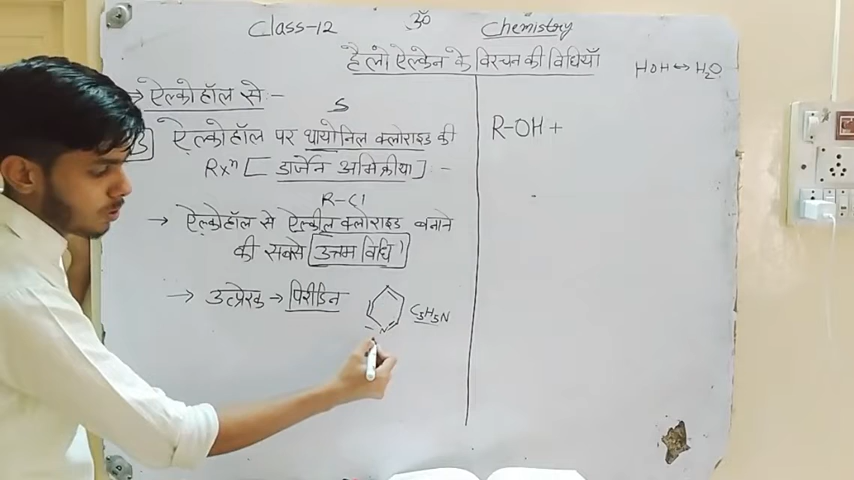 Class-12 ॐ Chemistry
हैलोऐल्केन के विरचन की विधियाँ
HOH ↔ H₂O
→ ऐल्कोहॉल से :-
S
ऐल्कोहॉल पर थायोनिल क्लोराइड की
Rxⁿ [ डार्जेन अभिक्रीया ] :-
R-Cl
→ ऐल्कोहॉल से ऐल्कील क्लोराइड बनाने
की सबसे उत्तम विधि
→ उत्प्रेरक → पिरीडिन
N
C₅H₅N
R-OH +